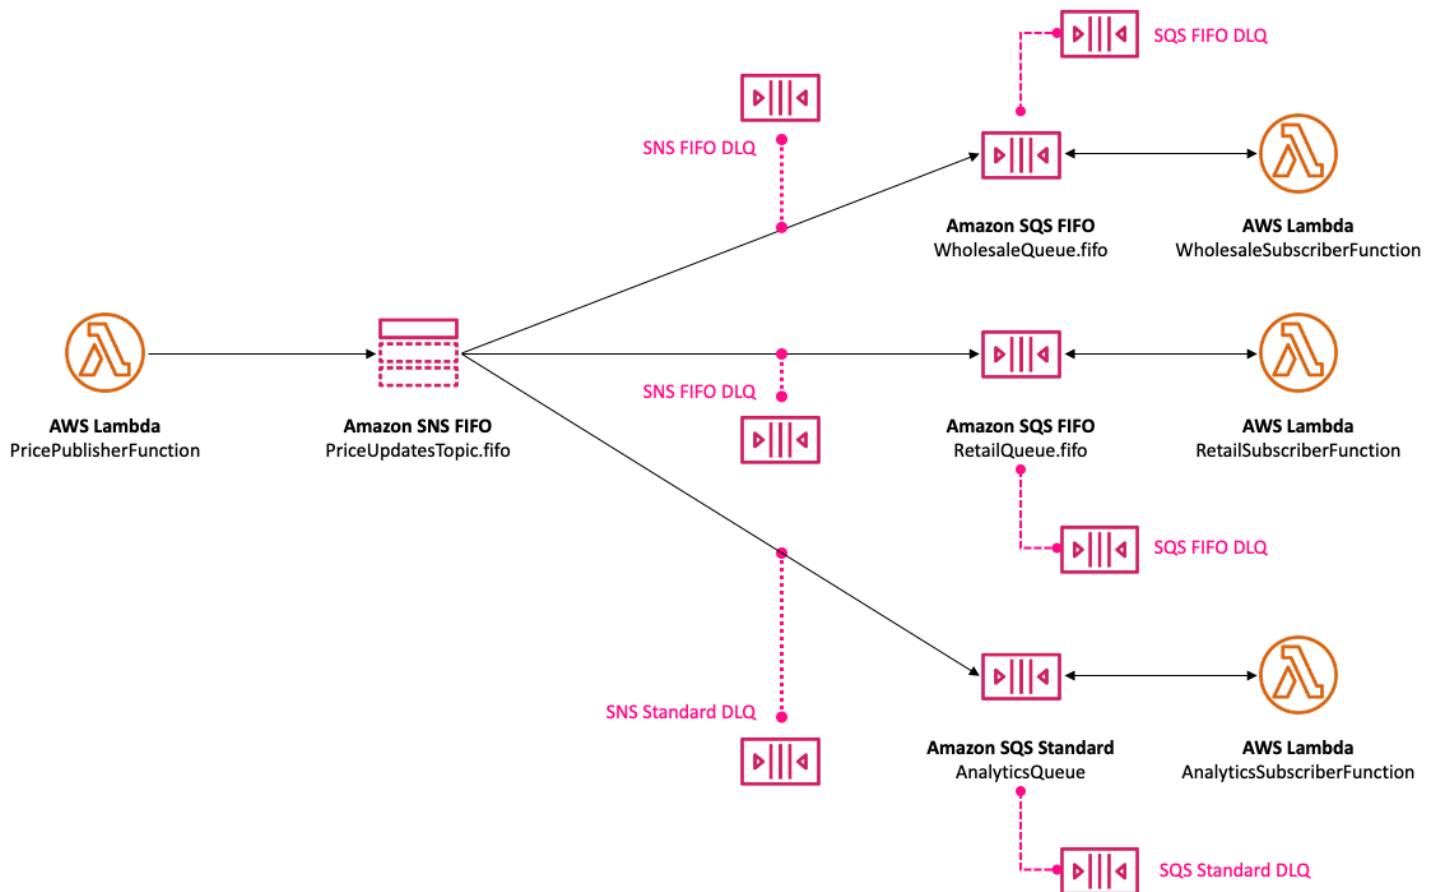 SQS FIFO DLQ
SNS FIFO DLQ
Amazon SQS FIFO
WholesaleQueue.fifo
AWS Lambda
WholesaleSubscriberFunction
AWS Lambda
PricePublisherFunction
Amazon SNS FIFO
PriceUpdatesTopic.fifo
SNS FIFO DLQ
Amazon SQS FIFO
RetailQueue.fifo
AWS Lambda
RetailSubscriberFunction
SQS FIFO DLQ
SNS Standard DLQ
Amazon SQS Standard
AnalyticsQueue
AWS Lambda
AnalyticsSubscriberFunction
SQS Standard DLQ